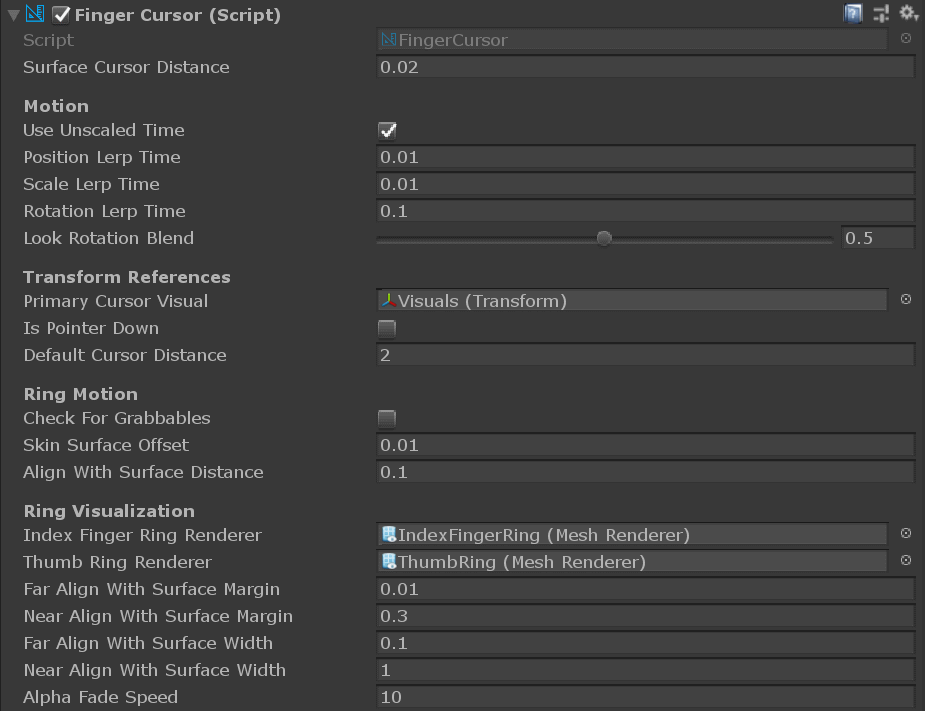 Finger Cursor (Script)
Script FingerCursor
Surface Cursor Distance 0.02
Motion
Use Unscaled Time
Position Lerp Time 0.01
Scale Lerp Time 0.01
Rotation Lerp Time 0.1
Look Rotation Blend 0.5
Transform References
Primary Cursor Visual Visuals (Transform)
Is Pointer Down
Default Cursor Distance 2
Ring Motion
Check For Grabbables
Skin Surface Offset 0.01
Align With Surface Distance 0.1
Ring Visualization
Index Finger Ring Renderer IndexFingerRing (Mesh Renderer)
Thumb Ring Renderer ThumbRing (Mesh Renderer)
Far Align With Surface Margin 0.01
Near Align With Surface Margin 0.3
Far Align With Surface Width 0.1
Near Align With Surface Width 1
Alpha Fade Speed 10